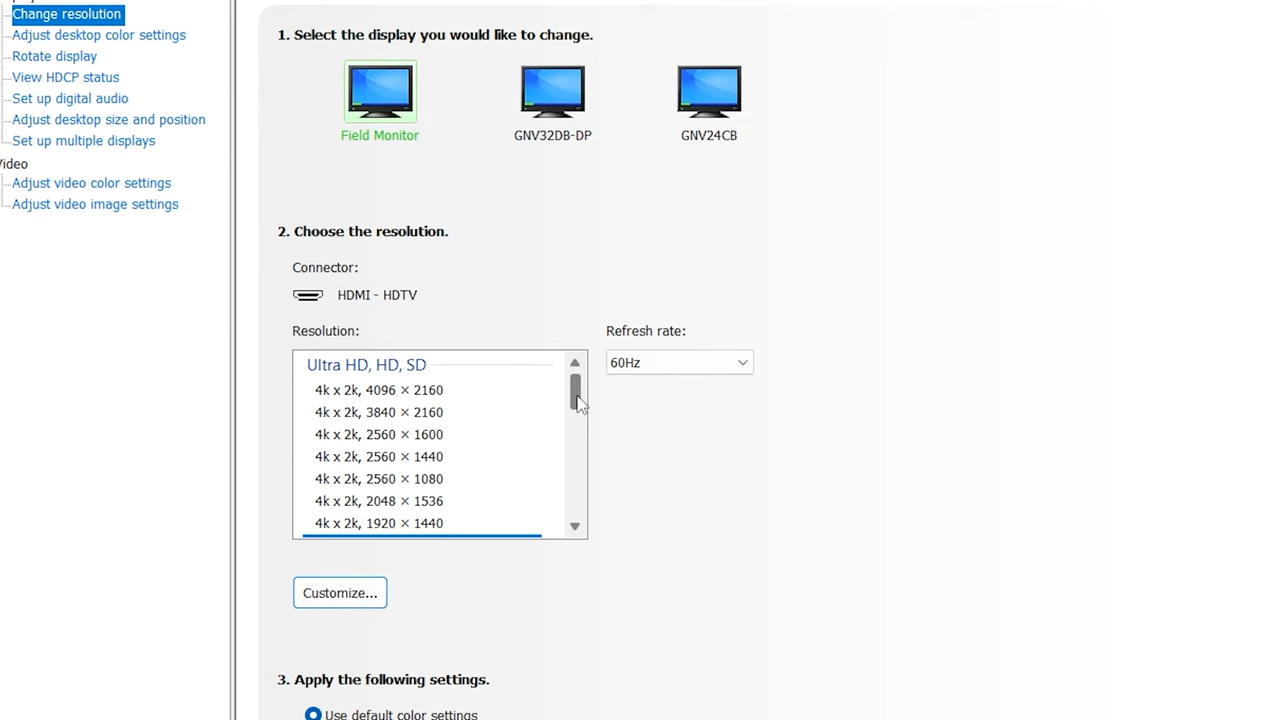 Change resolution
Adjust desktop color settings
Rotate display
View HDCP status
Set up digital audio
Adjust desktop size and position
Set up multiple displays
Video
Adjust video color settings
Adjust video image settings
1. Select the display you would like to change.
Field Monitor
GNV32DB-DP
GNV24CB
2. Choose the resolution.
Connector:
HDMI - HDTV
Resolution:
Refresh rate:
Ultra HD, HD, SD
60Hz
4k x 2k, 4096 × 2160
4k x 2k, 3840 × 2160
4k x 2k, 2560 × 1600
4k x 2k, 2560 × 1440
4k x 2k, 2560 × 1080
4k x 2k, 2048 × 1536
4k x 2k, 1920 × 1440
Customize...
3. Apply the following settings.
Use default color settings